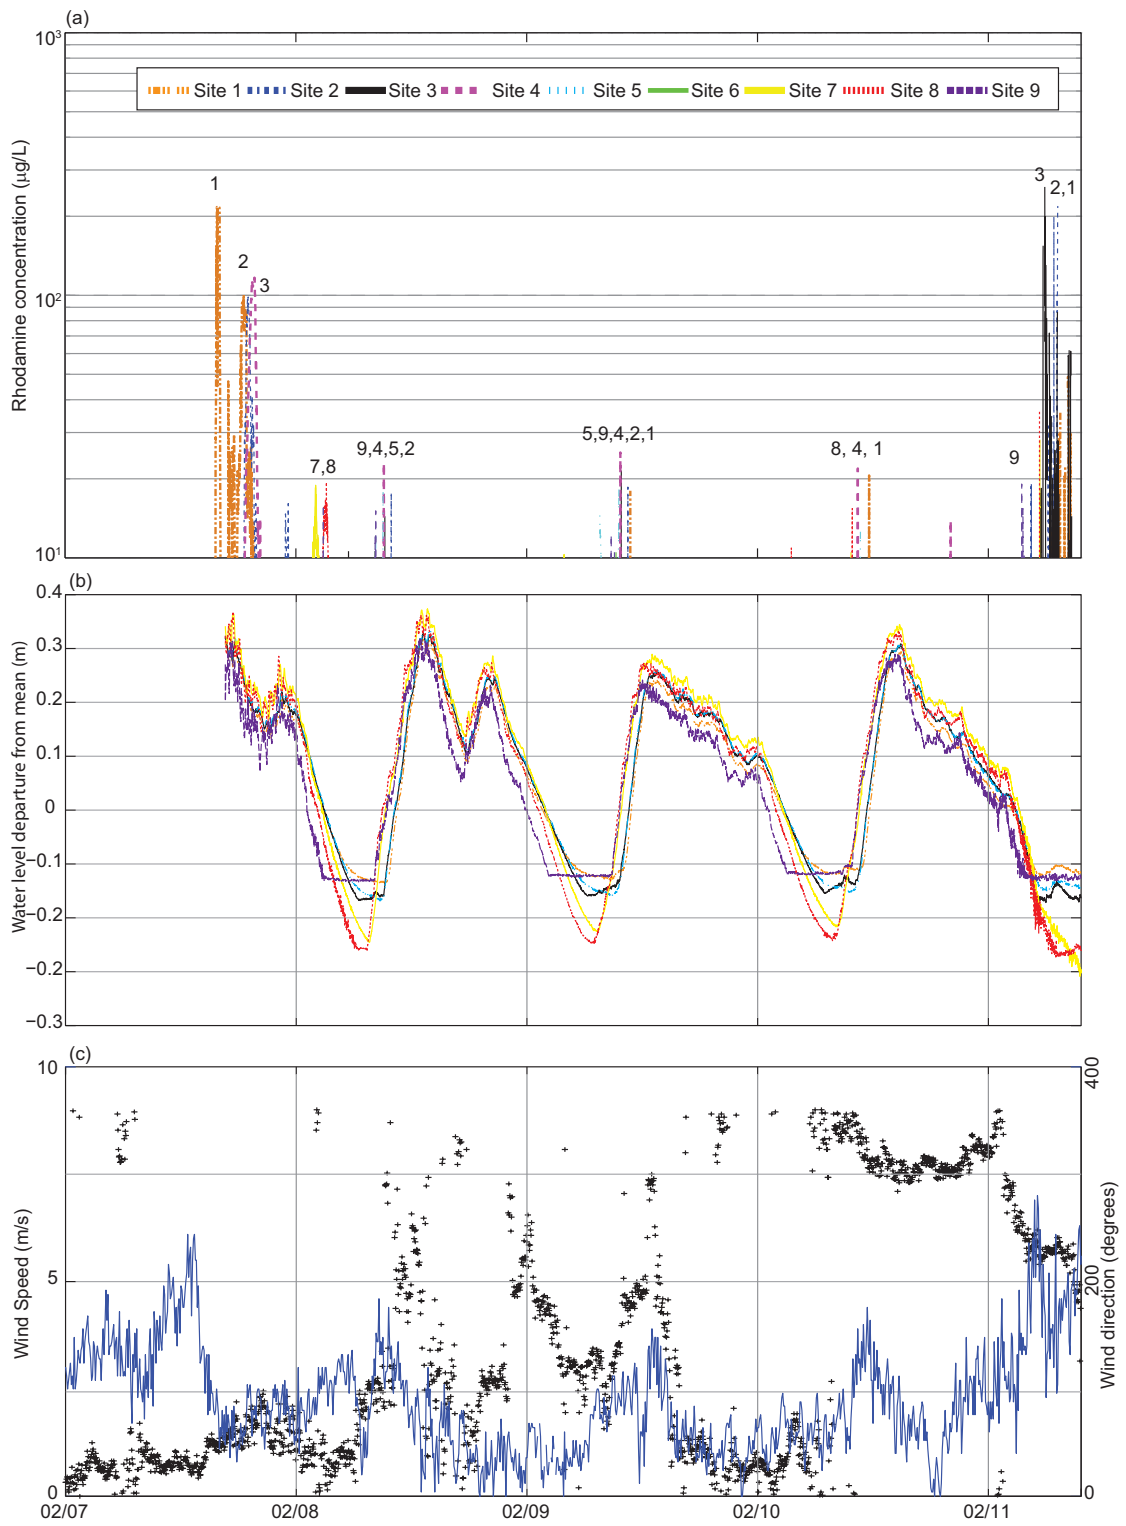 (a)
10³
Site 1 Site 2 Site 3 Site 4 Site 5 Site 6 Site 7 Site 8 Site 9
Rhodamine concentration (μg/L)
1
3
2,1
2
3
10²
5,9,4,2,1
9,4,5,2
8, 4, 1
7,8
9
10¹
(b)
0.4
0.3
0.2
0.1
0
−0.1
−0.2
−0.2
−0.3
Water level departure from mean (m)
(c)
10
5
0
Wind Speed (m/s)
400
200
0
Wind direction (degrees)
02/07 02/08 02/09 02/10 02/11